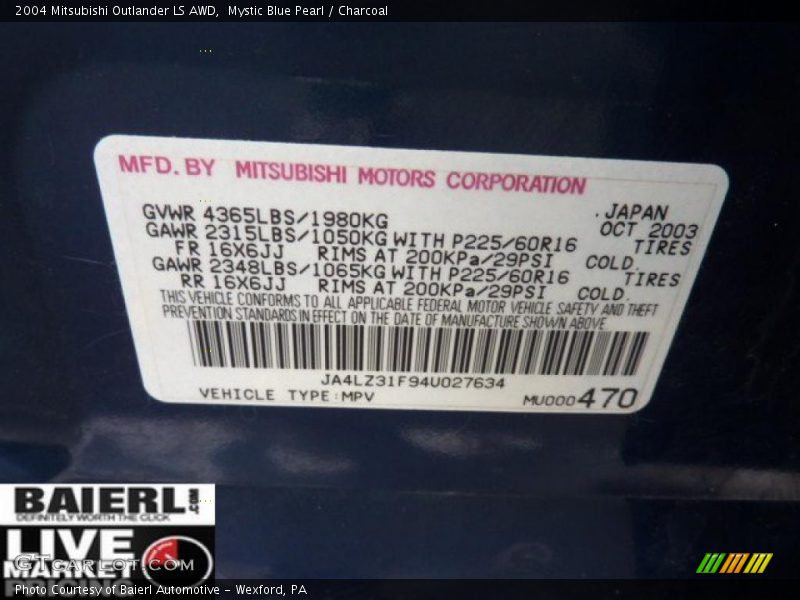 2004 Mitsubishi Outlander LS AWD,  Mystic Blue Pearl / Charcoal
MFD. BY MITSUBISHI MOTORS CORPORATION
GVWR 4365LBS/1980KG JAPAN
OCT 2003
GAWR 2315LBS/1050KG WITH P225/60R16 TIRES
FR 16X6JJ RIMS AT 200KPa/29PSI COLD.
GAWR 2348LBS/1065KG WITH P225/60R16 TIRES
RR 16X6JJ RIMS AT 200KPa/29PSI COLD.
THIS VEHICLE CONFORMS TO ALL APPLICABLE FEDERAL MOTOR VEHICLE SAFETY AND THEFT
PREVENTION STANDARDS IN EFFECT ON THE DATE OF MANUFACTURE SHOWN ABOVE
JA4LZ31F94U027634
VEHICLE TYPE:MPV MU000470
BAIERL.COM
DEFINITELY WORTH THE CLICK
LIVE
MARKET
GTCARLOT.COM
PRICING
Photo Courtesy of Baierl Automotive – Wexford, PA